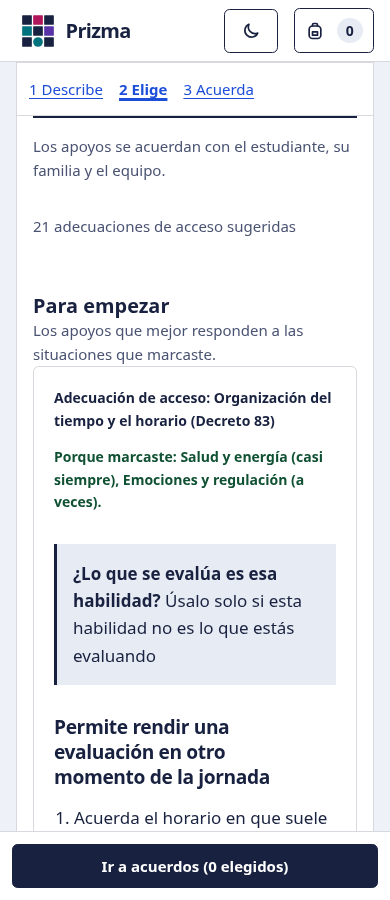 Prizma
0
1 Describe 2 Elige 3 Acuerda
Los apoyos se acuerdan con el estudiante, su
familia y el equipo.
21 adecuaciones de acceso sugeridas
Para empezar
Los apoyos que mejor responden a las
situaciones que marcaste.
Adecuación de acceso: Organización del
tiempo y el horario (Decreto 83)
Porque marcaste: Salud y energía (casi
siempre), Emociones y regulación (a
veces).
¿Lo que se evalúa es esa
habilidad? Úsalo solo si esta
habilidad no es lo que estás
evaluando
Permite rendir una
evaluación en otro
momento de la jornada
1. Acuerda el horario en que suele
Ir a acuerdos (0 elegidos)